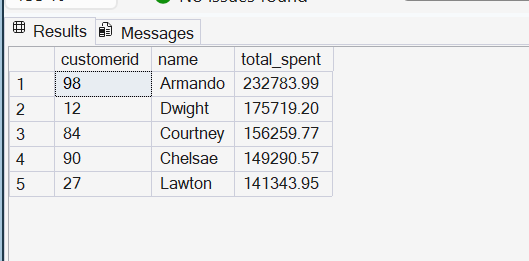 No issues found
Results Messages
customerid name total_spent
1 98 Armando 232783.99
2 12 Dwight 175719.20
3 84 Courtney 156259.77
4 90 Chelsae 149290.57
5 27 Lawton 141343.95